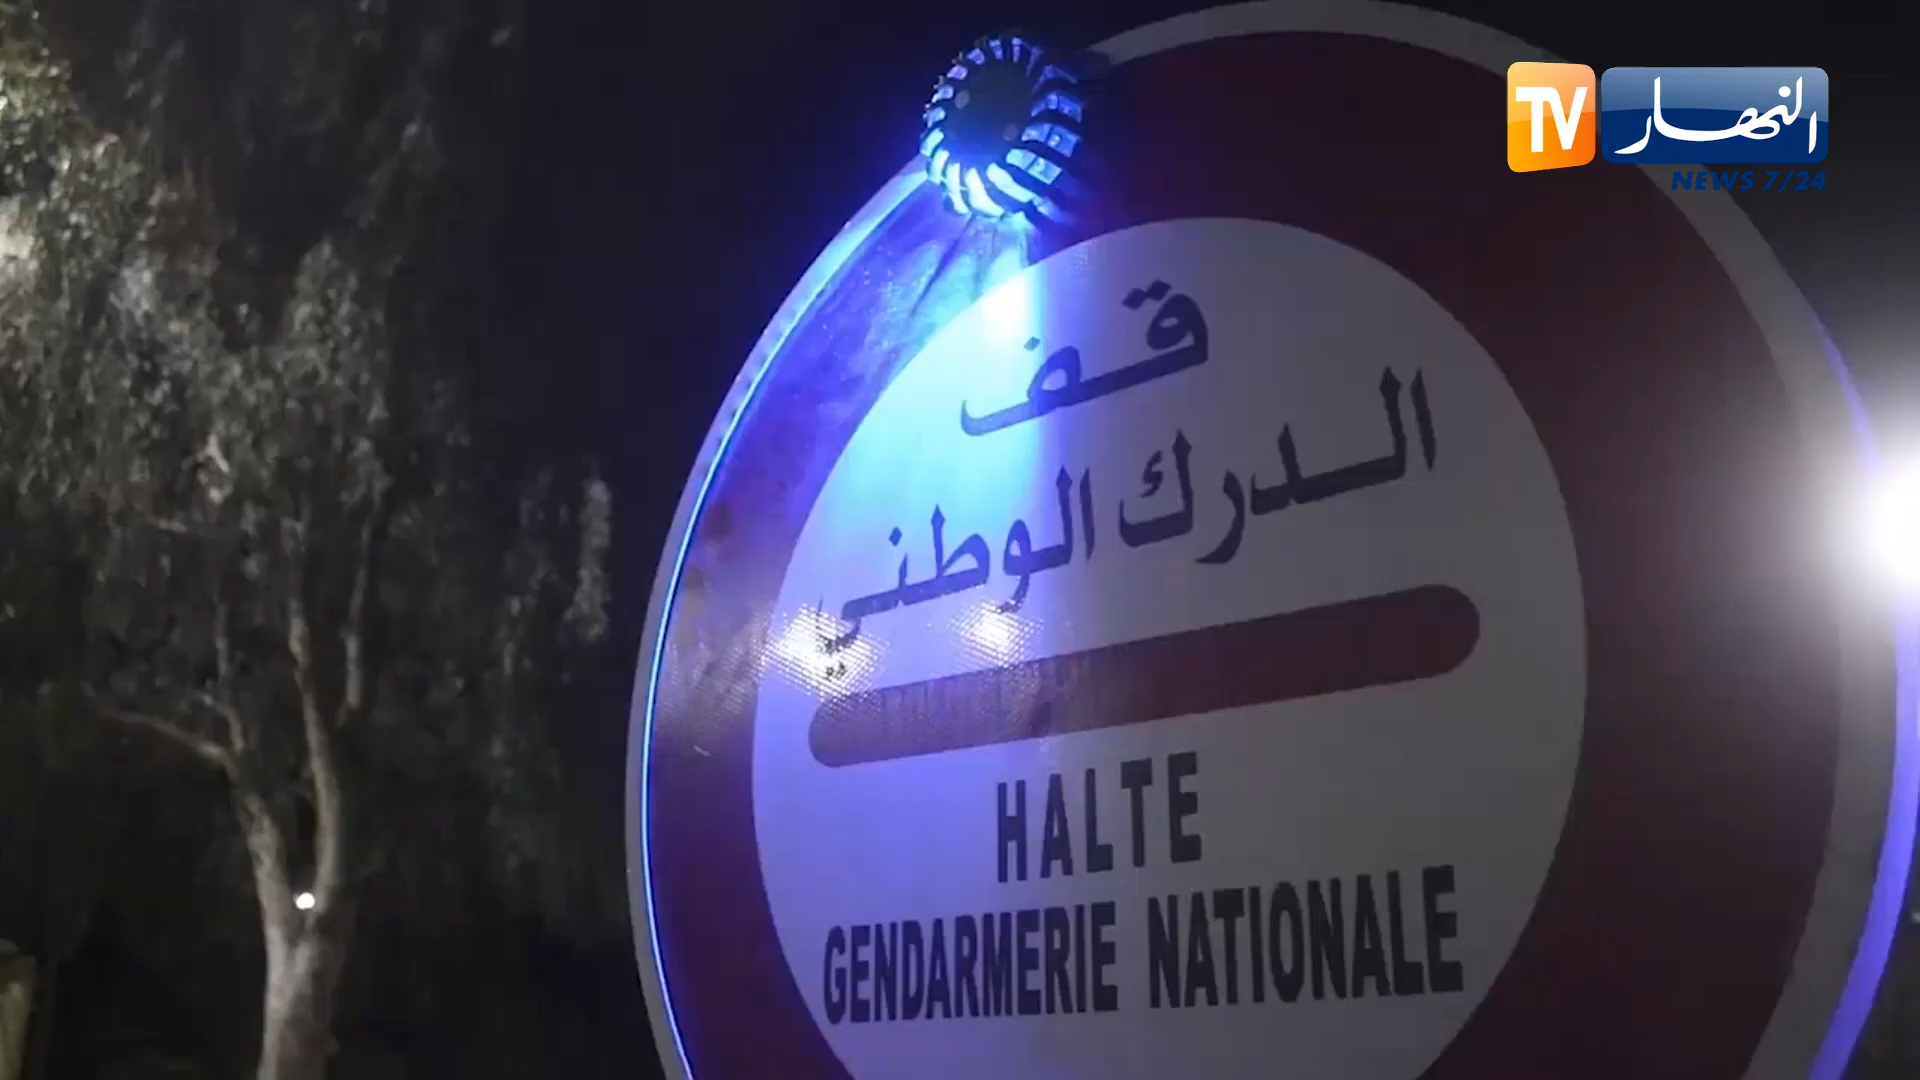 TV النهار
NEWS 7/24
قف
الدرك الوطني
HALTE
GENDARMERIE NATIONALE